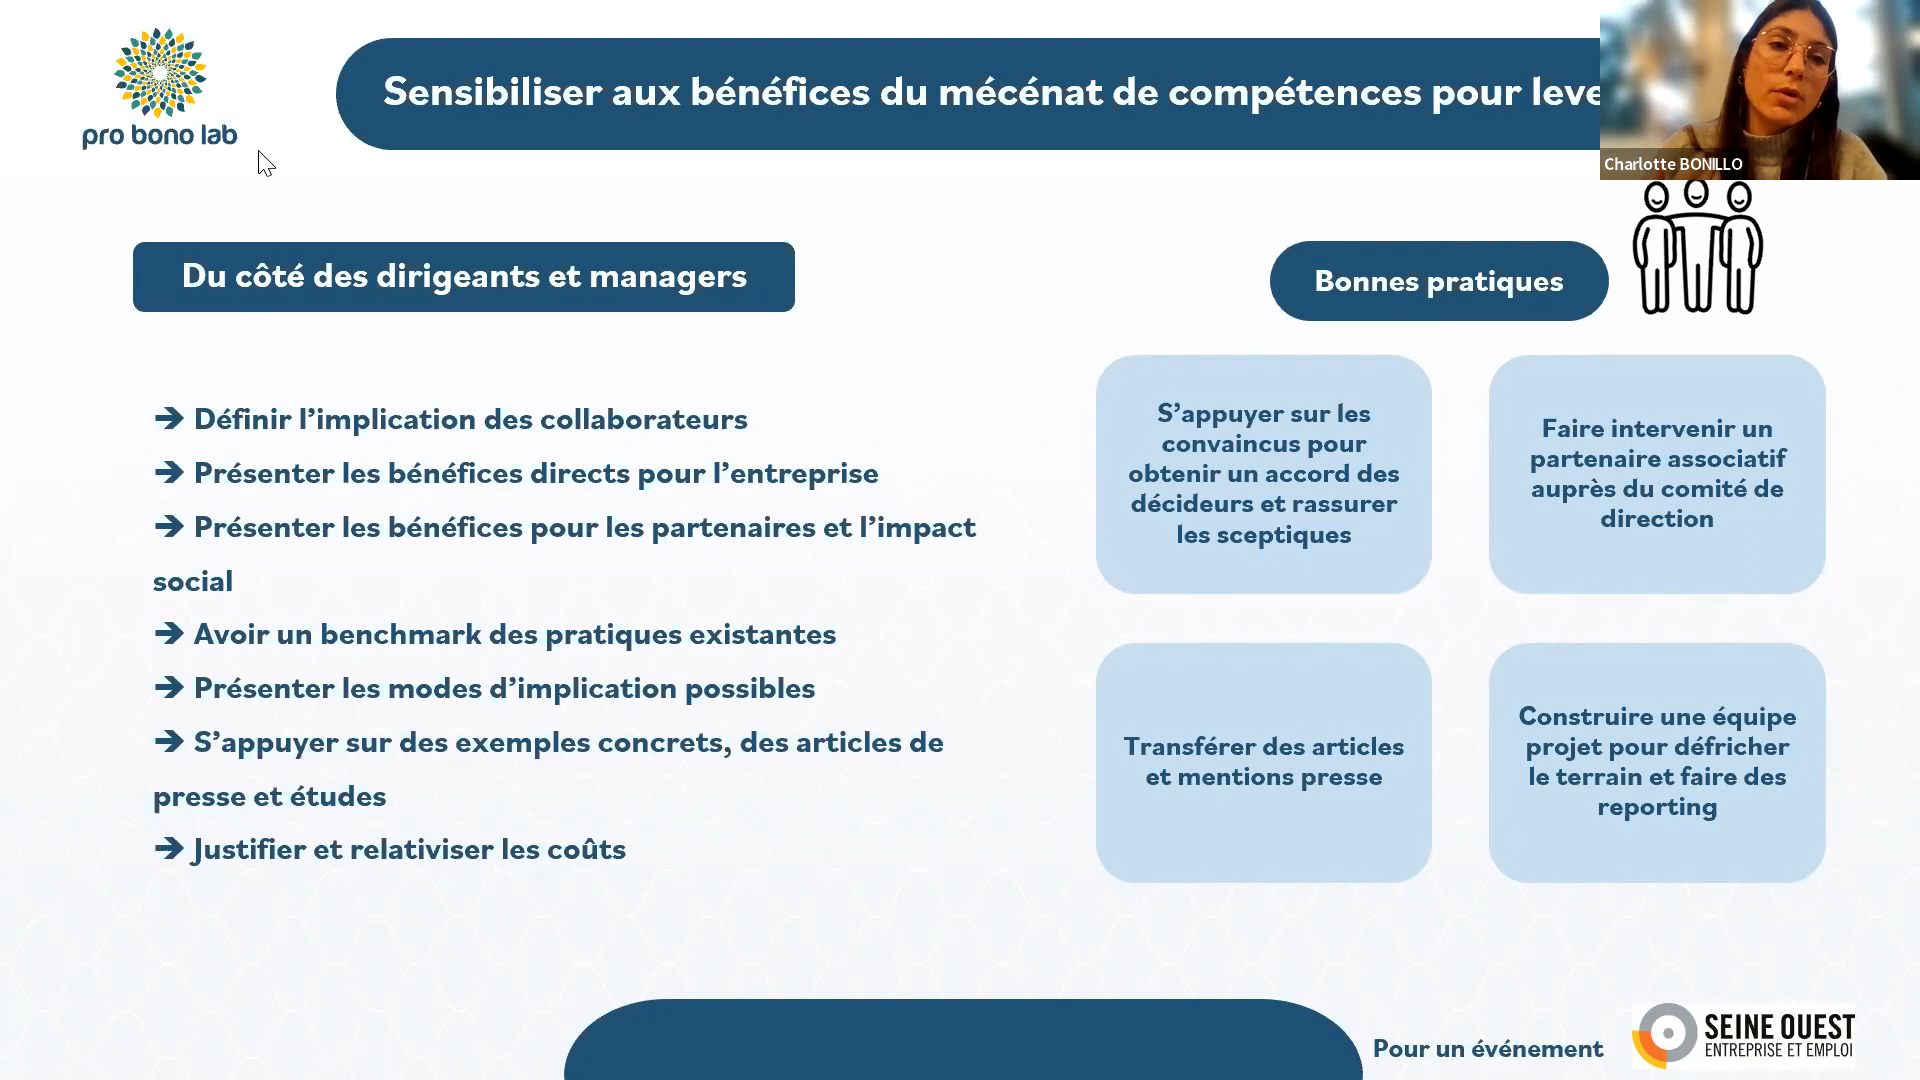 pro bono lab
Sensibiliser aux bénéfices du mécénat de compétences pour leve
Charlotte BONILLO
Du côté des dirigeants et managers
➔ Définir l’implication des collaborateurs
➔ Présenter les bénéfices directs pour l’entreprise
➔ Présenter les bénéfices pour les partenaires et l’impact
social
➔ Avoir un benchmark des pratiques existantes
➔ Présenter les modes d’implication possibles
➔ S’appuyer sur des exemples concrets, des articles de
presse et études
➔ Justifier et relativiser les coûts
Bonnes pratiques
S’appuyer sur les
convaincus pour
obtenir un accord des
décideurs et rassurer
les sceptiques
Faire intervenir un
partenaire associatif
auprès du comité de
direction
Transférer des articles
et mentions presse
Construire une équipe
projet pour défricher
le terrain et faire des
reporting
Pour un événement
SEINE OUEST
ENTREPRISE ET EMPLOI